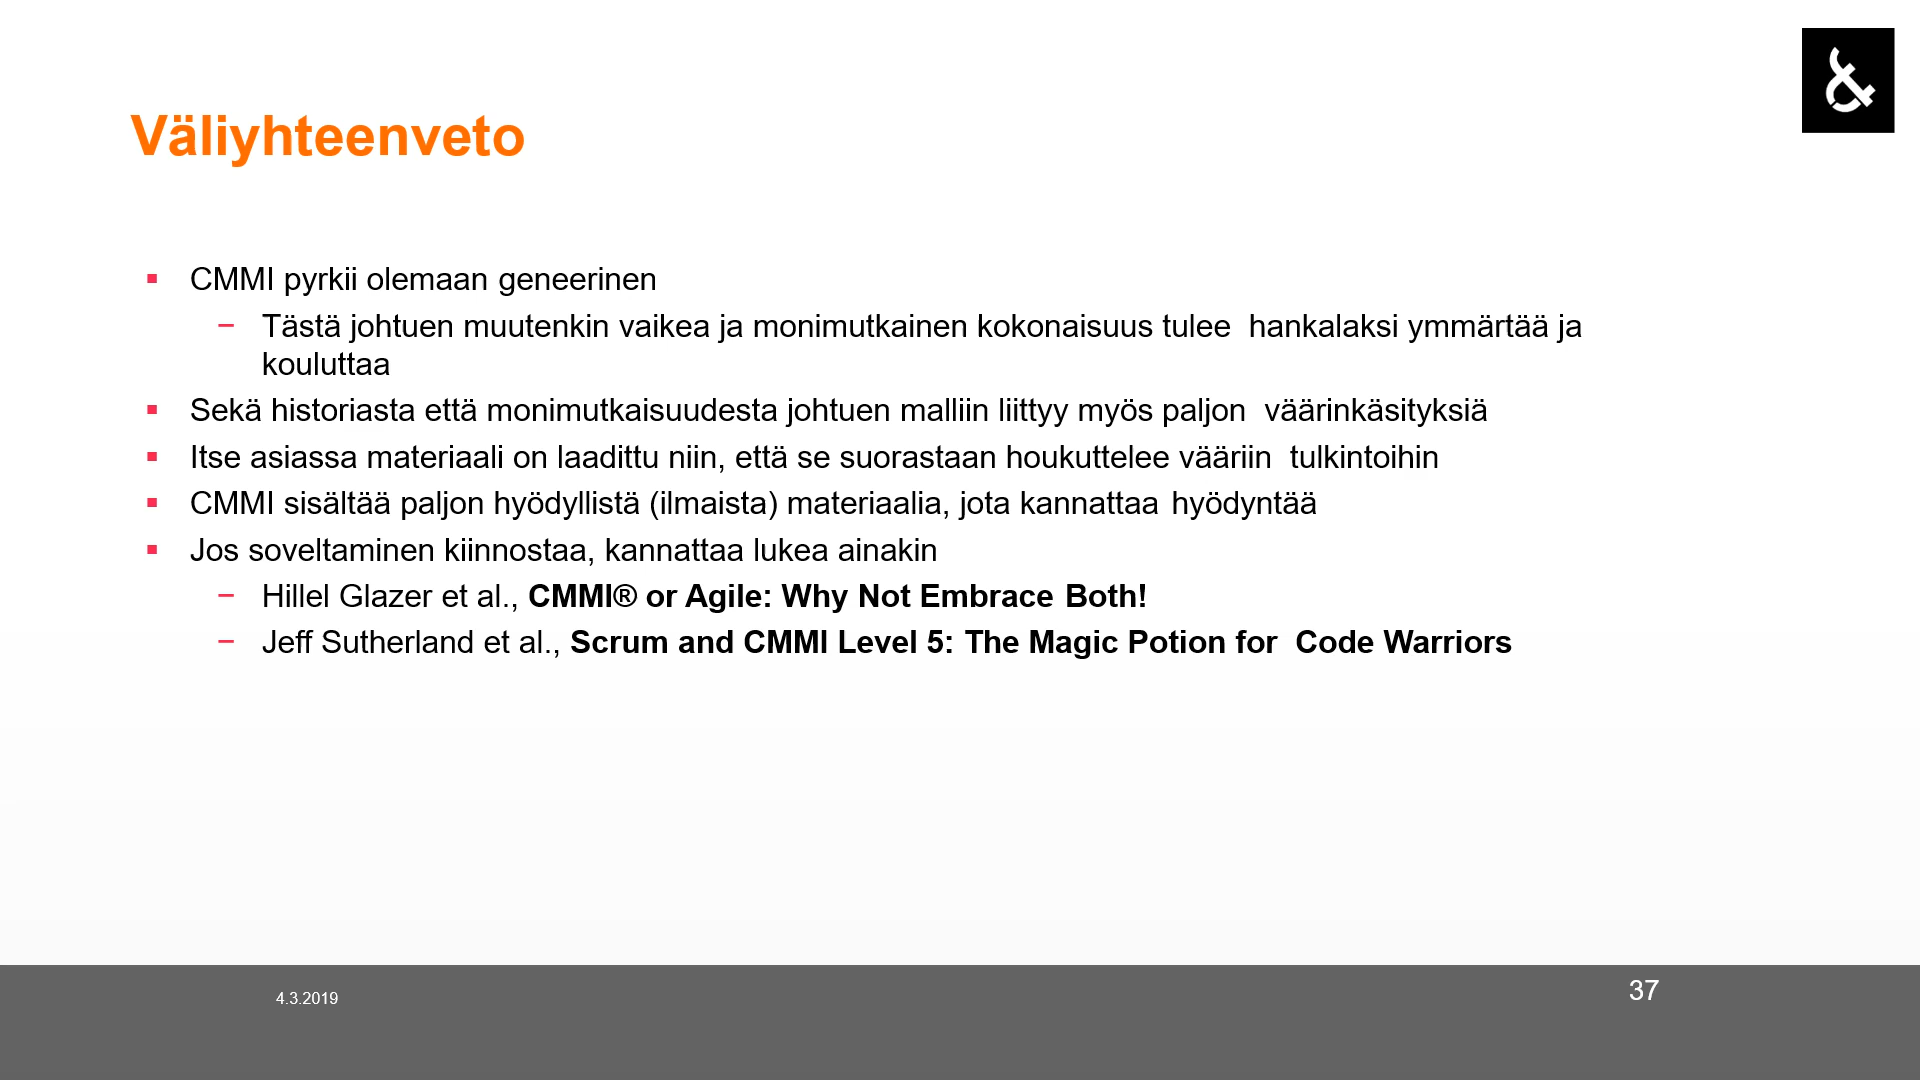 &
Väliyhteenveto
▪ CMMI pyrkii olemaan geneerinen
− Tästä johtuen muutenkin vaikea ja monimutkainen kokonaisuus tulee hankalaksi ymmärtää ja
kouluttaa
▪ Sekä historiasta että monimutkaisuudesta johtuen malliin liittyy myös paljon väärinkäsityksiä
▪ Itse asiassa materiaali on laadittu niin, että se suorastaan houkuttelee vääriin tulkintoihin
▪ CMMI sisältää paljon hyödyllistä (ilmaista) materiaalia, jota kannattaa hyödyntää
▪ Jos soveltaminen kiinnostaa, kannattaa lukea ainakin
− Hillel Glazer et al., CMMI® or Agile: Why Not Embrace Both!
− Jeff Sutherland et al., Scrum and CMMI Level 5: The Magic Potion for Code Warriors
4.3.2019
37